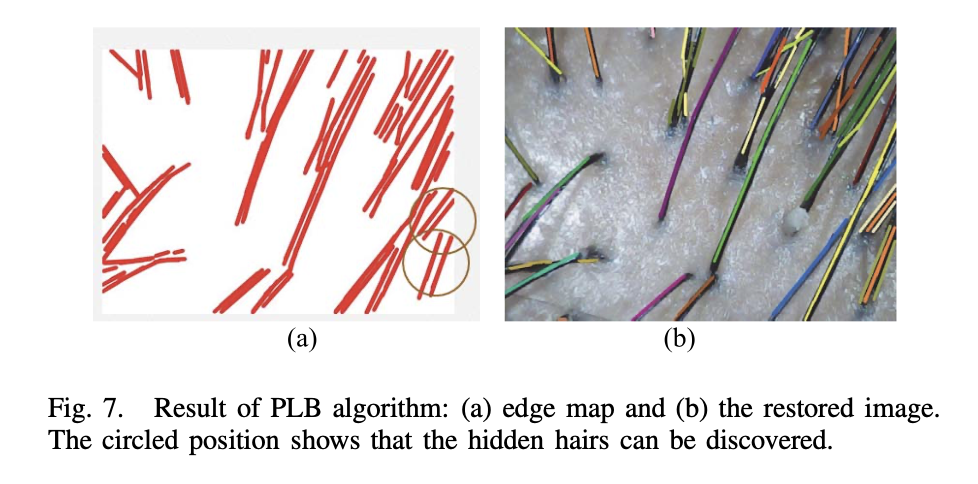 (a)
(b)
Fig. 7. Result of PLB algorithm: (a) edge map and (b) the restored image.
The circled position shows that the hidden hairs can be discovered.